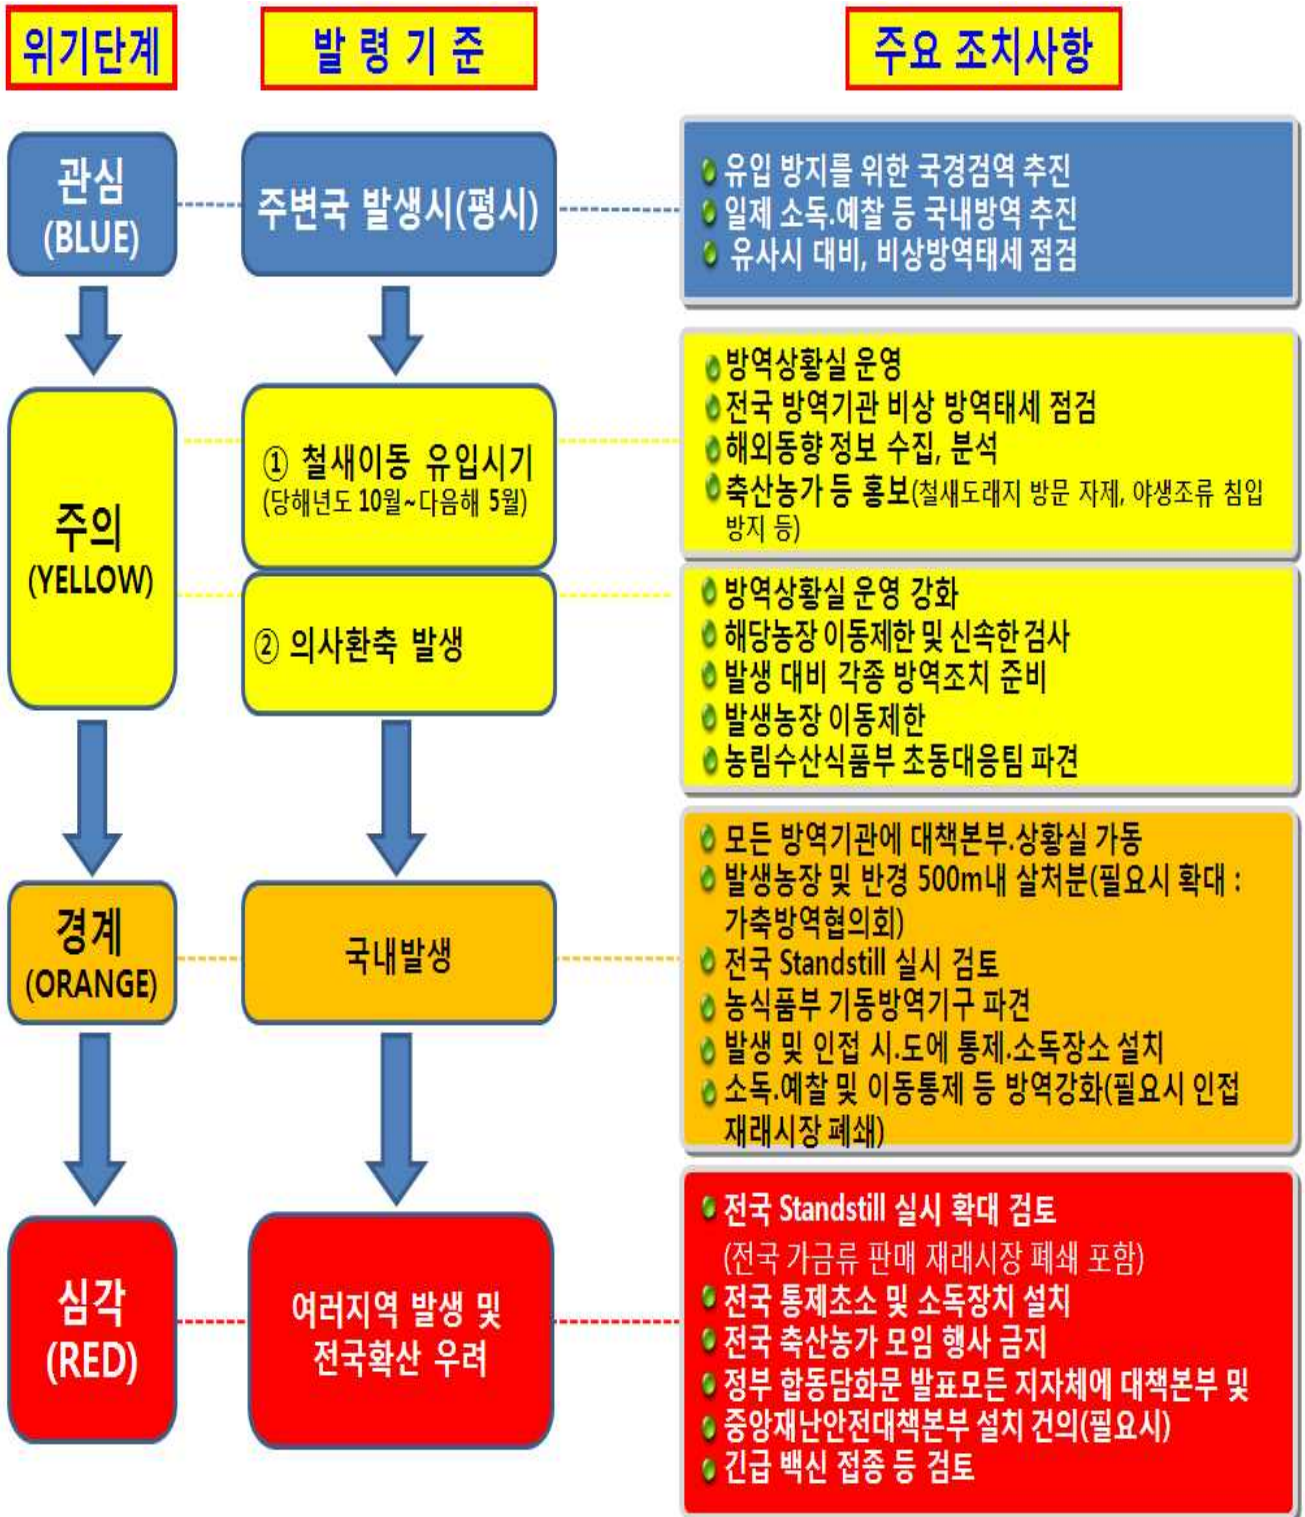 위기단계
발 령 기 준
주요 조치사항
관심
(BLUE)
주변국 발생시(평시)
유입 방지를 위한 국경검역 추진
일제 소독.예찰 등 국내방역 추진
유사시 대비, 비상방역태세 점검
주의
(YELLOW)
① 철새이동 유입시기
(당해년도 10월~다음해 5월)
방역상황실 운영
전국 방역기관 비상 방역태세 점검
해외동향 정보 수집, 분석
축산농가 등 홍보(철새도래지 방문 자제, 야생조류 침입
방지 등)
② 의사환축 발생
방역상황실 운영 강화
해당농장 이동제한 및 신속한 검사
발생 대비 각종 방역조치 준비
발생농장 이동제한
농림수산식품부 초동대응팀 파견
경계
(ORANGE)
국내발생
모든 방역기관에 대책본부.상황실 가동
발생농장 및 반경 500m내 살처분(필요시 확대 :
가축방역협의회)
전국 Standstill 실시 검토
농식품부 기동방역기구 파견
발생 및 인접 시.도에 통제.소독장소 설치
소독.예찰 및 이동통제 등 방역강화(필요시 인접
재래시장 폐쇄)
심각
(RED)
여러지역 발생 및
전국확산 우려
전국 Standstill 실시 확대 검토
(전국 가금류 판매 재래시장 폐쇄 포함)
전국 통제초소 및 소독장치 설치
전국 축산농가 모임 행사 금지
정부 합동담화문 발표모든 지자체에 대책본부 및
중앙재난안전대책본부 설치 건의(필요시)
긴급 백신 접종 등 검토